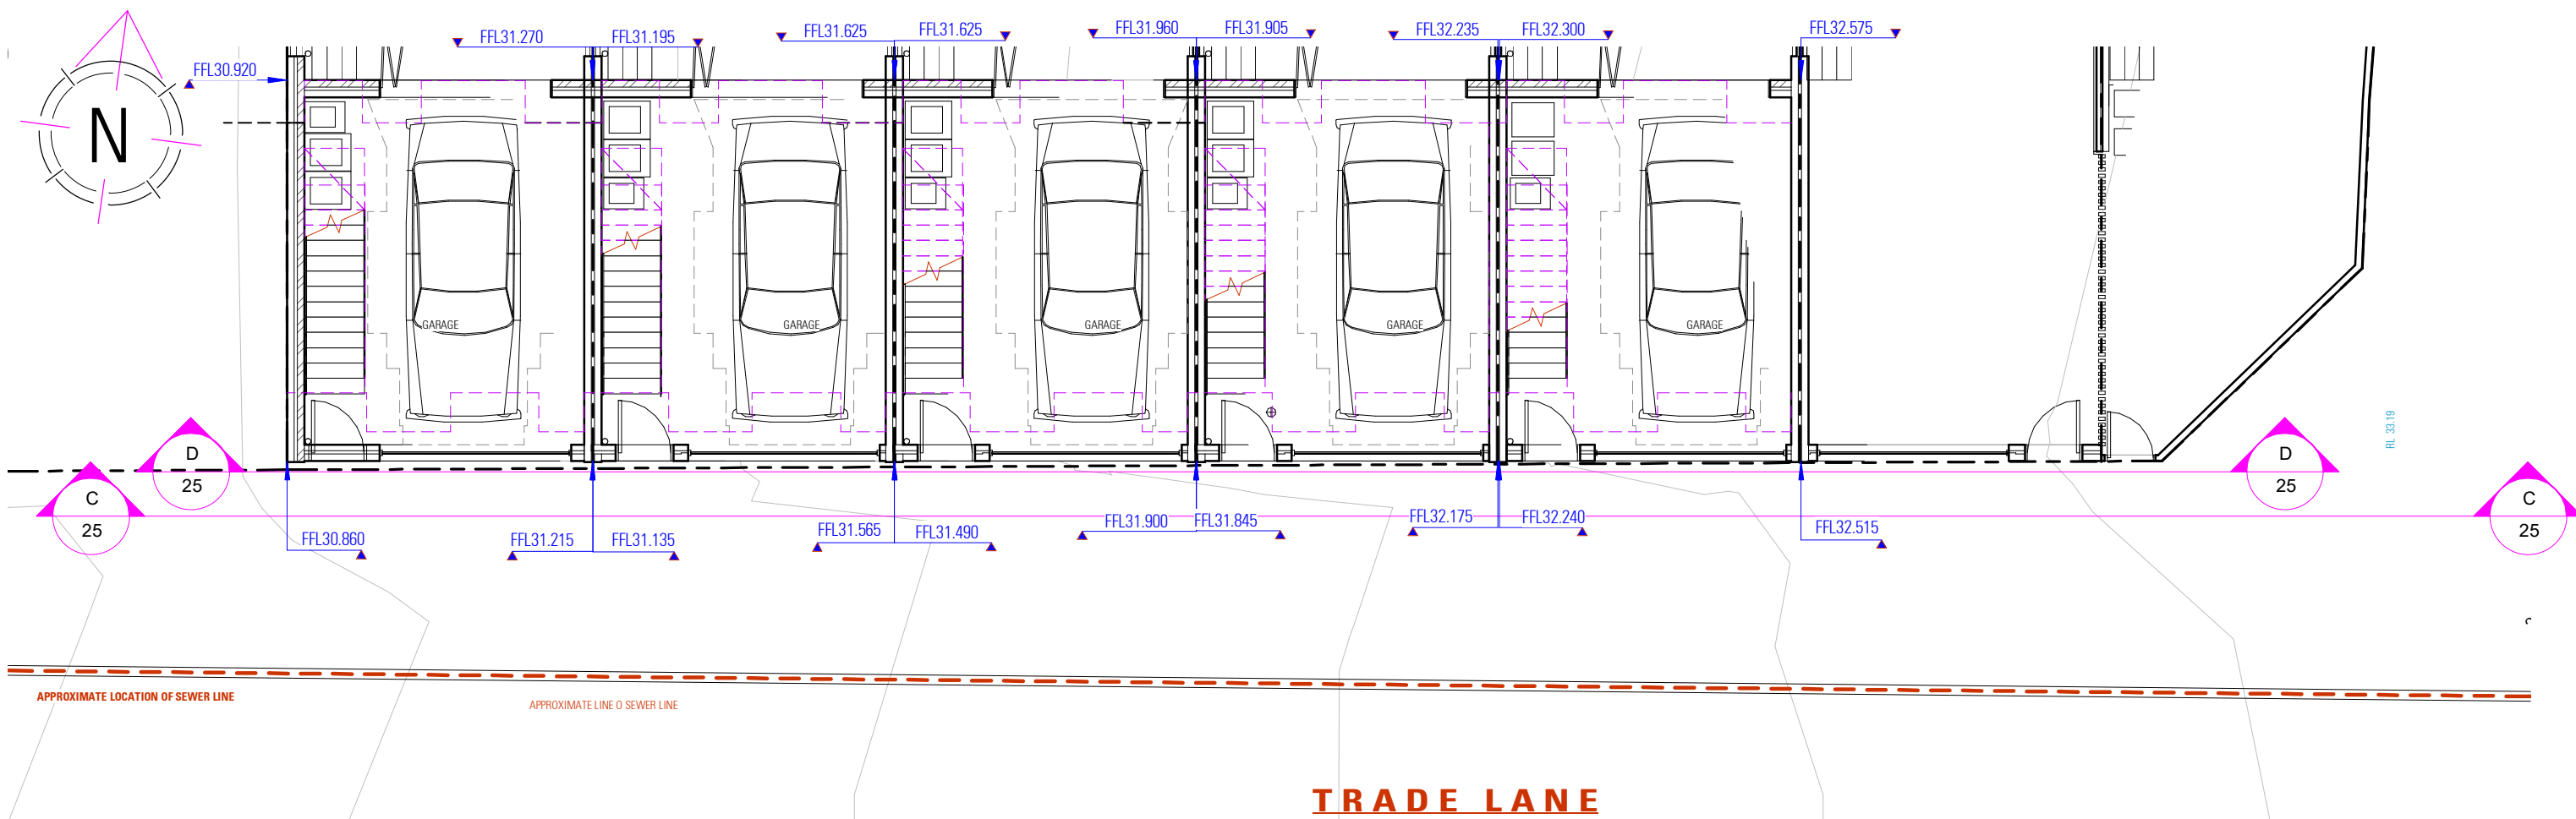 FFL31.270
FFL31.195
FFL31.625
FFL31.625
FFL31.960
FFL31.905
FFL32.235
FFL32.300
FFL32.575
FFL30.920
N
GARAGE
GARAGE
GARAGE
GARAGE
GARAGE
RL 33.19
D
25
D
25
C
25
C
25
FFL30.860
FFL31.215
FFL31.135
FFL31.565
FFL31.490
FFL31.900
FFL31.845
FFL32.175
FFL32.240
FFL32.515
APPROXIMATE LOCATION OF SEWER LINE
APPROXIMATE LINE O SEWER LINE
TRADE LANE